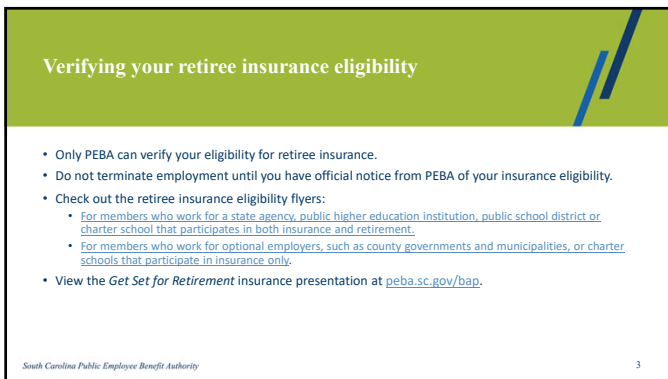 Verifying your retiree insurance eligibility
• Only PEBA can verify your eligibility for retiree insurance.
• Do not terminate employment until you have official notice from PEBA of your insurance eligibility.
• Check out the retiree insurance eligibility flyers:
• For members who work for a state agency, public higher education institution, public school district or
charter school that participates in both insurance and retirement.
• For members who work for optional employers, such as county governments and municipalities, or charter
schools that participate in insurance only.
• View the Get Set for Retirement insurance presentation at peba.sc.gov/bap.
South Carolina Public Employee Benefit Authority
3